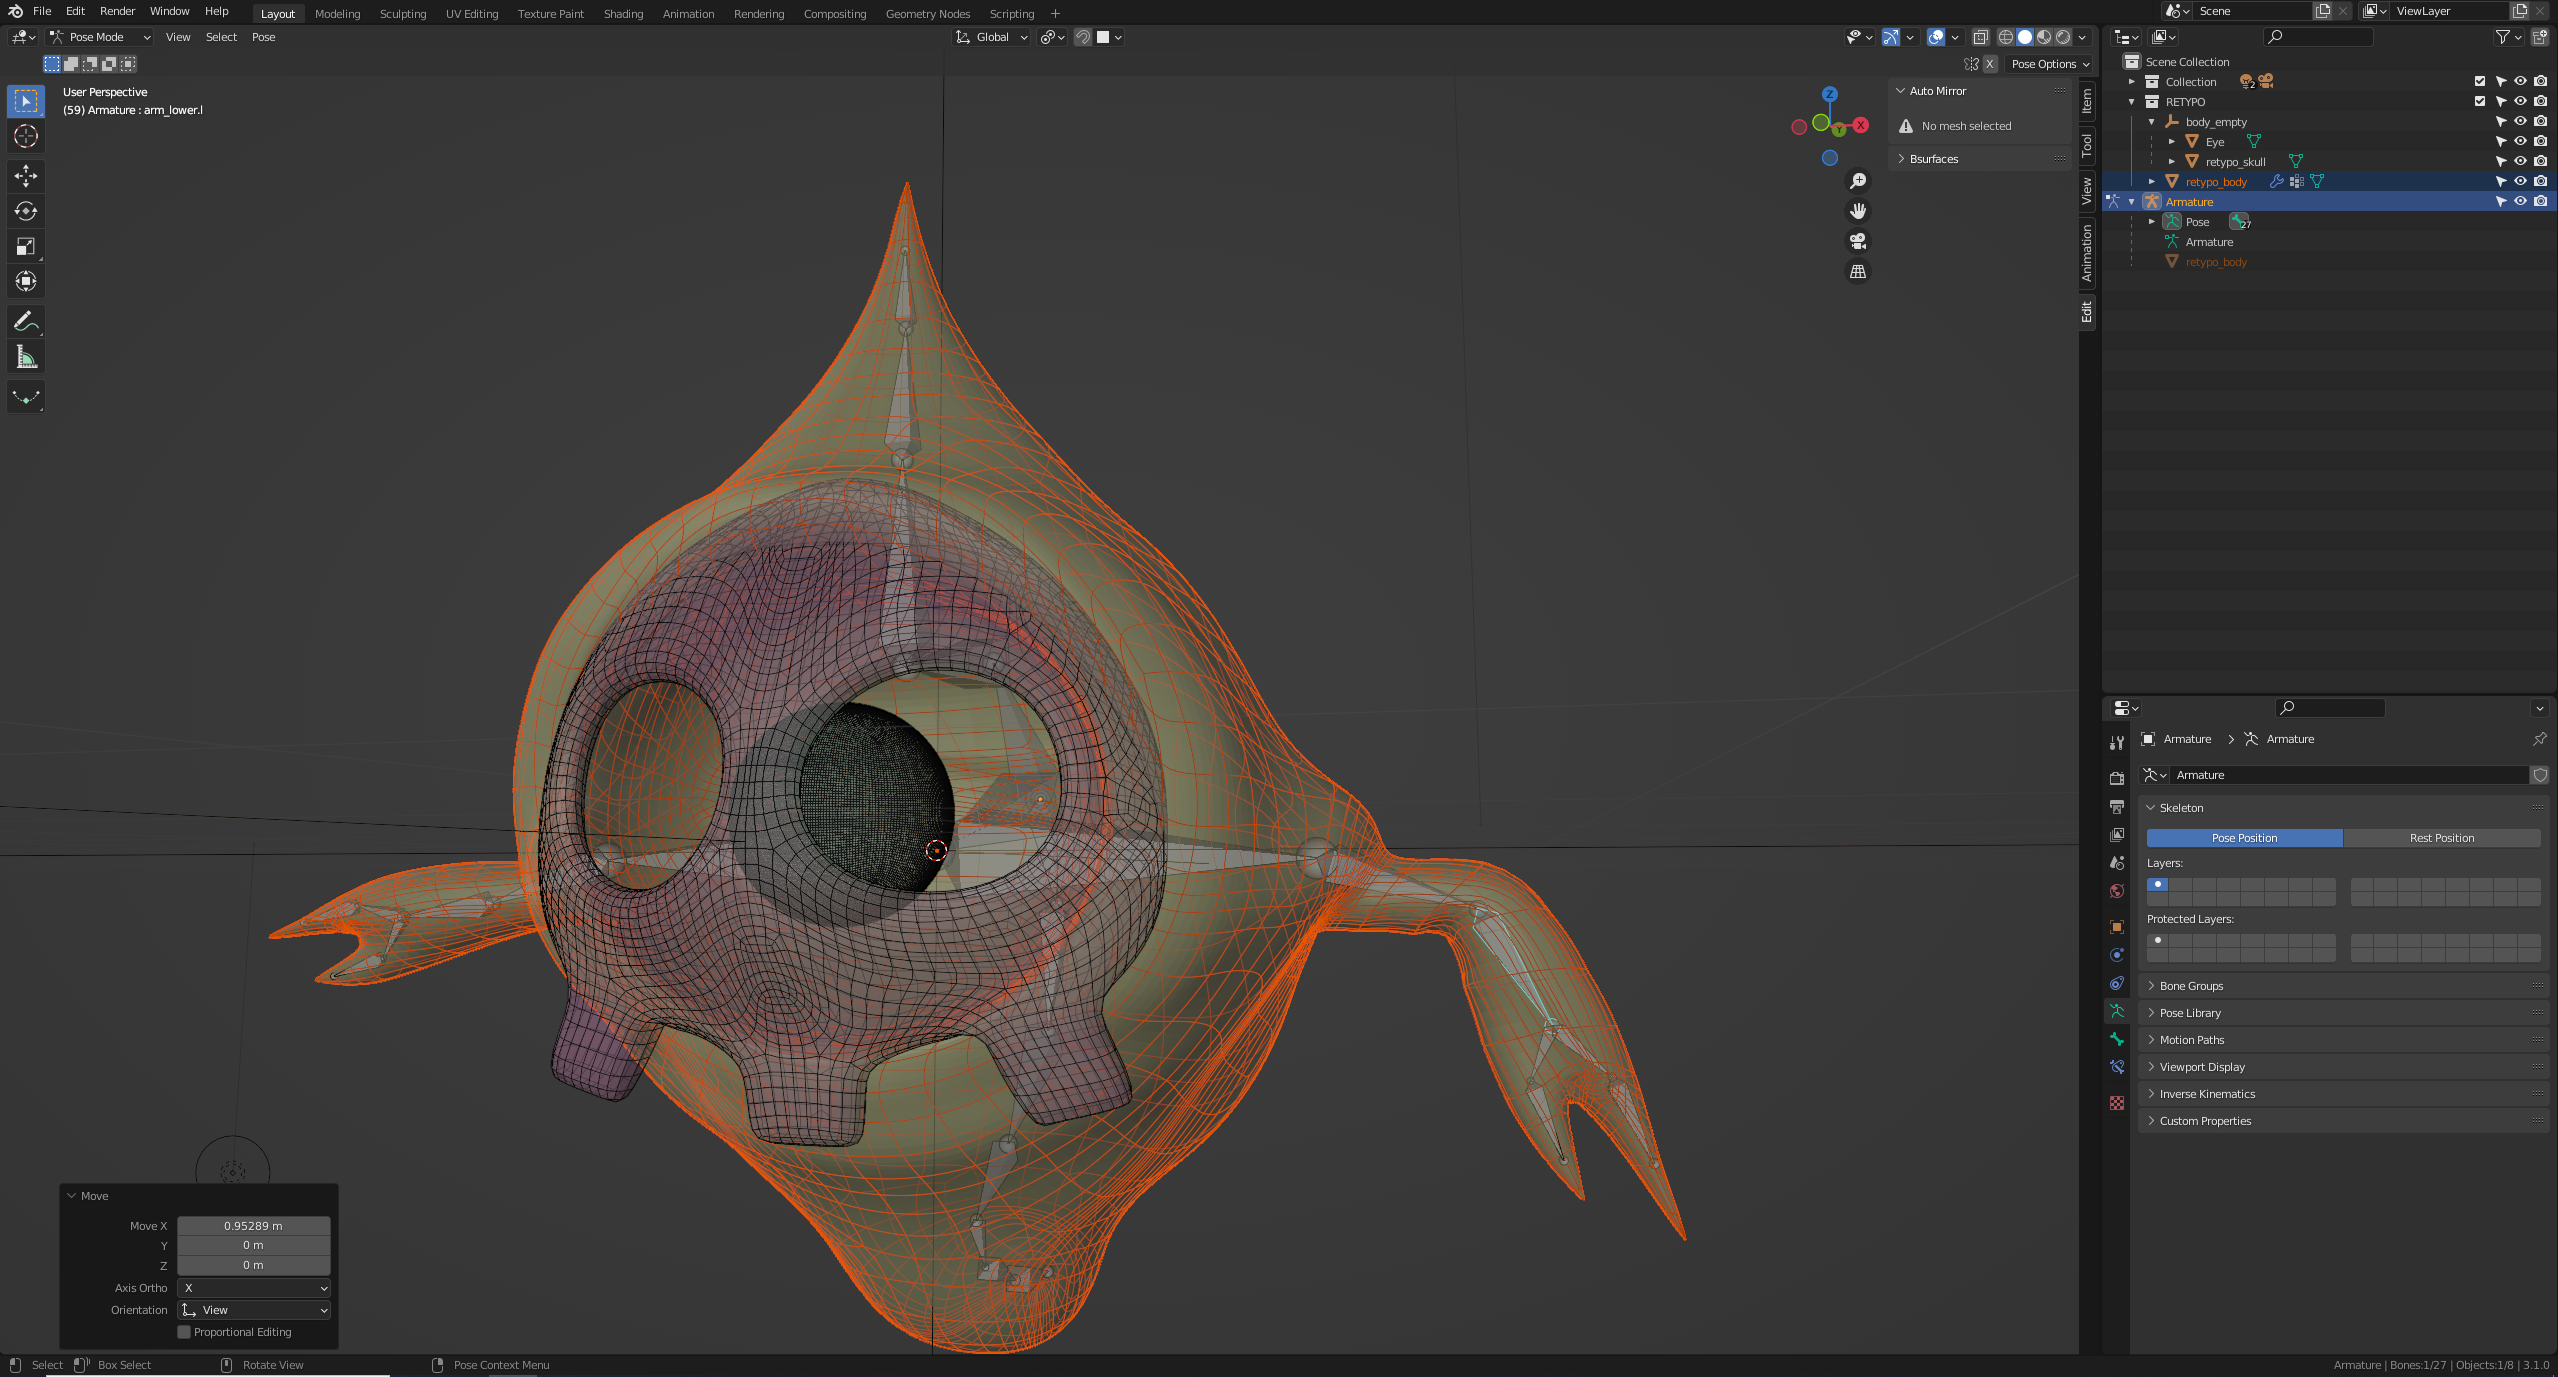 File Edit Render Window Help Layout Modeling Sculpting UV Editing Texture Paint Shading Animation Rendering Compositing Geometry Nodes Scripting + Scene ViewLayer
Pose Mode View Select Pose Global
X Pose Options
User Perspective
(59) Armature : arm_lower.l
Z
X
Y
Auto Mirror
No mesh selected
Bsurfaces
Item
Tool
View
Animation
Edit
Scene Collection
Collection 2
RETYPO
body_empty
Eye
retypo_skull
retypo_body
Armature
Pose 27
Armature
retypo_body
Armature > Armature
Armature
Skeleton
Pose Position Rest Position
Layers:
Protected Layers:
Bone Groups
Pose Library
Motion Paths
Viewport Display
Inverse Kinematics
Custom Properties
Move
Move X 0.95289 m
Y 0 m
Z 0 m
Axis Ortho X
Orientation View
Proportional Editing
Select Box Select Rotate View Pose Context Menu Armature | Bones:1/27 | Objects:1/8 | 3.1.0